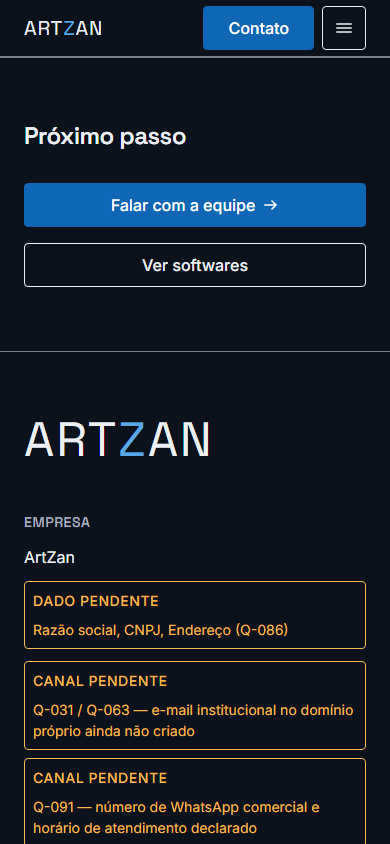 ARTZAN
Contato
Próximo passo
Falar com a equipe →
Ver softwares
ARTZAN
EMPRESA
ArtZan
DADO PENDENTE
Razão social, CNPJ, Endereço (Q-086)
CANAL PENDENTE
Q-031 / Q-063 — e-mail institucional no domínio
próprio ainda não criado
CANAL PENDENTE
Q-091 — número de WhatsApp comercial e
horário de atendimento declarado